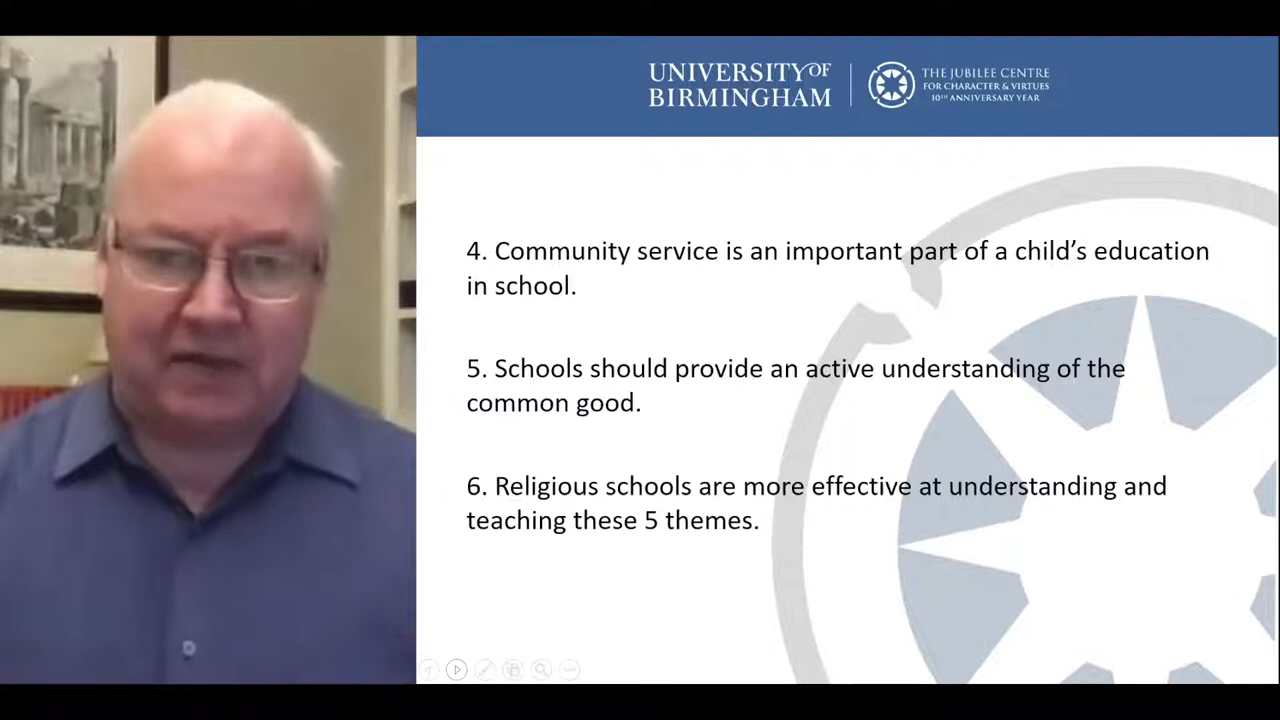 UNIVERSITY OF
BIRMINGHAM
THE JUBILEE CENTRE
FOR CHARACTER & VIRTUES
10TH ANNIVERSARY YEAR
4. Community service is an important part of a child’s education
in school.
5. Schools should provide an active understanding of the
common good.
6. Religious schools are more effective at understanding and
teaching these 5 themes.